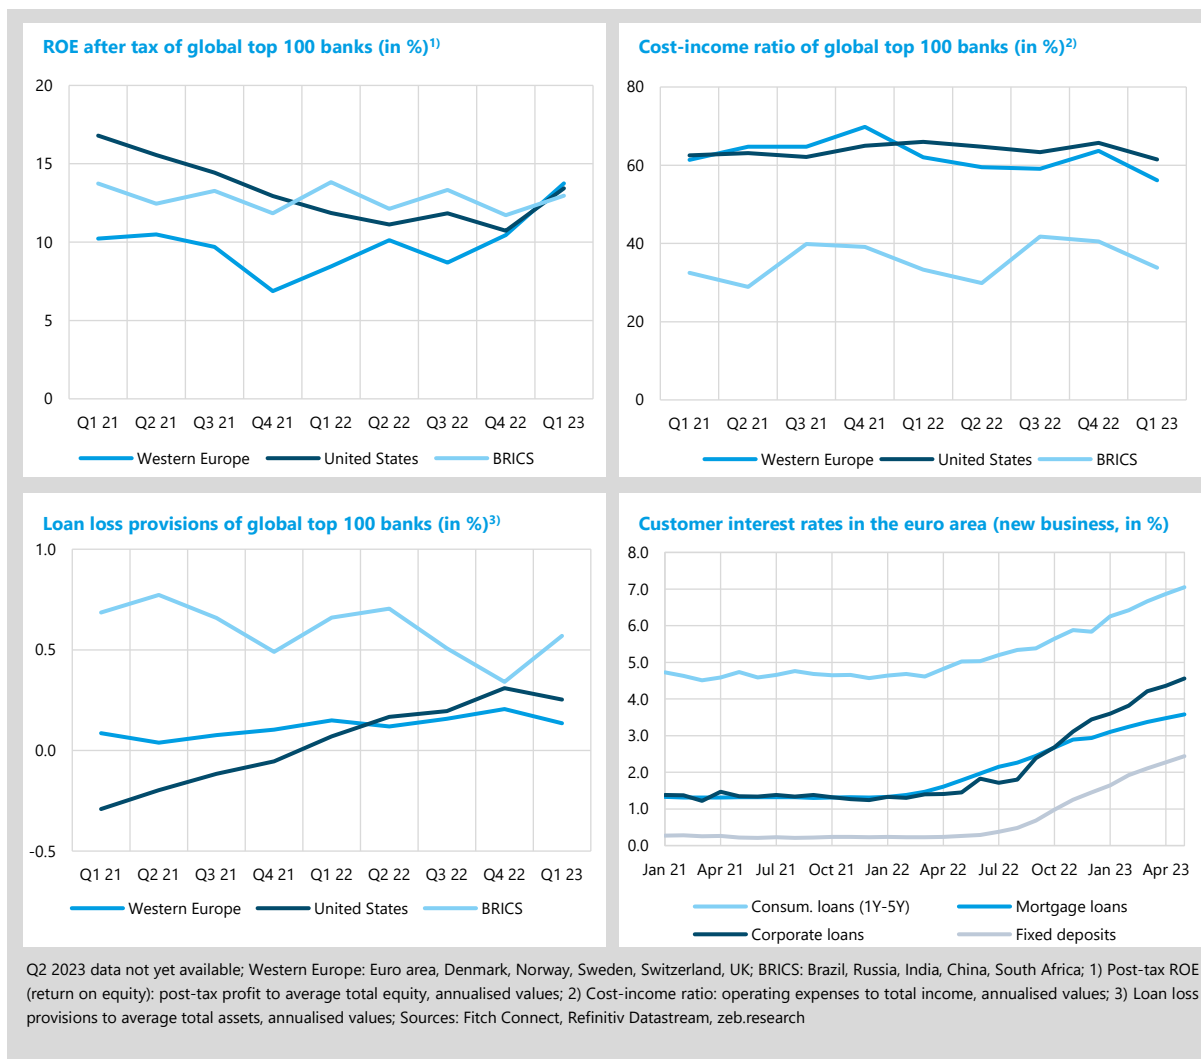 ROE after tax of global top 100 banks (in %)1)
20
15
10
5
0
Q1 21 Q2 21 Q3 21 Q4 21 Q1 22 Q2 22 Q3 22 Q4 22 Q1 23
Western Europe United States BRICS
Cost-income ratio of global top 100 banks (in %)2)
80
60
40
20
0
Q1 21 Q2 21 Q3 21 Q4 21 Q1 22 Q2 22 Q3 22 Q4 22 Q1 23
Western Europe United States BRICS
Loan loss provisions of global top 100 banks (in %)3)
1.0
0.5
0.0
-0.5
Q1 21 Q2 21 Q3 21 Q4 21 Q1 22 Q2 22 Q3 22 Q4 22 Q1 23
Western Europe United States BRICS
Customer interest rates in the euro area (new business, in %)
8.0
7.0
6.0
5.0
4.0
3.0
2.0
1.0
0.0
Jan 21 Apr 21 Jul 21 Oct 21 Jan 22 Apr 22 Jul 22 Oct 22 Jan 23 Apr 23
Consum. loans (1Y-5Y) Mortgage loans
Corporate loans Fixed deposits
Q2 2023 data not yet available; Western Europe: Euro area, Denmark, Norway, Sweden, Switzerland, UK; BRICS: Brazil, Russia, India, China, South Africa; 1) Post-tax ROE
(return on equity): post-tax profit to average total equity, annualised values; 2) Cost-income ratio: operating expenses to total income, annualised values; 3) Loan loss
provisions to average total assets, annualised values; Sources: Fitch Connect, Refinitiv Datastream, zeb.research